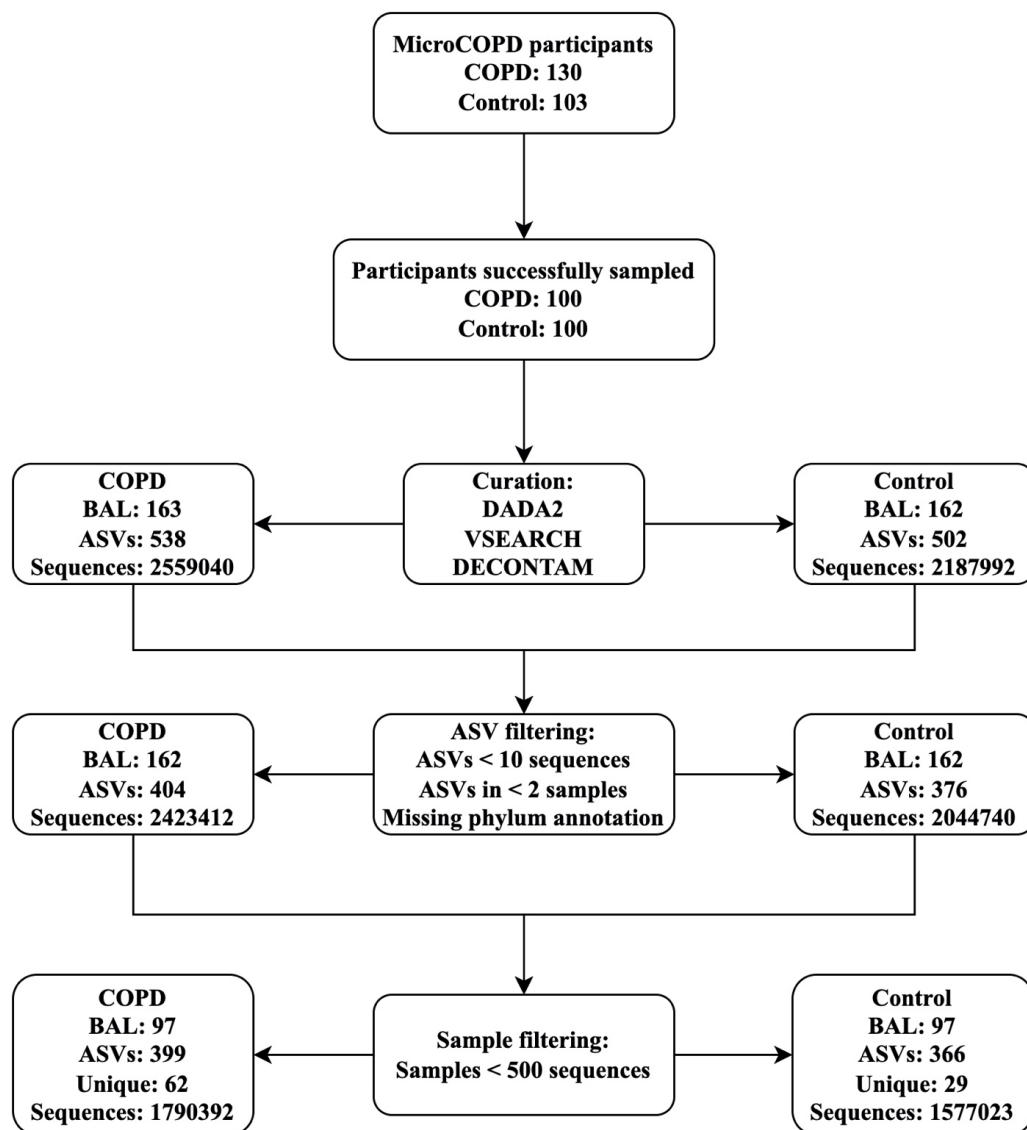 MicroCOPD participants
COPD: 130
Control: 103
Participants successfully sampled
COPD: 100
Control: 100
COPD
BAL: 163
ASVs: 538
Sequences: 2559040
Curation:
DADA2
VSEARCH
DECONTAM
Control
BAL: 162
ASVs: 502
Sequences: 2187992
COPD
BAL: 162
ASVs: 404
Sequences: 2423412
ASV filtering:
ASVs < 10 sequences
ASVs in < 2 samples
Missing phylum annotation
Control
BAL: 162
ASVs: 376
Sequences: 2044740
COPD
BAL: 97
ASVs: 399
Unique: 62
Sequences: 1790392
Sample filtering:
Samples < 500 sequences
Control
BAL: 97
ASVs: 366
Unique: 29
Sequences: 1577023